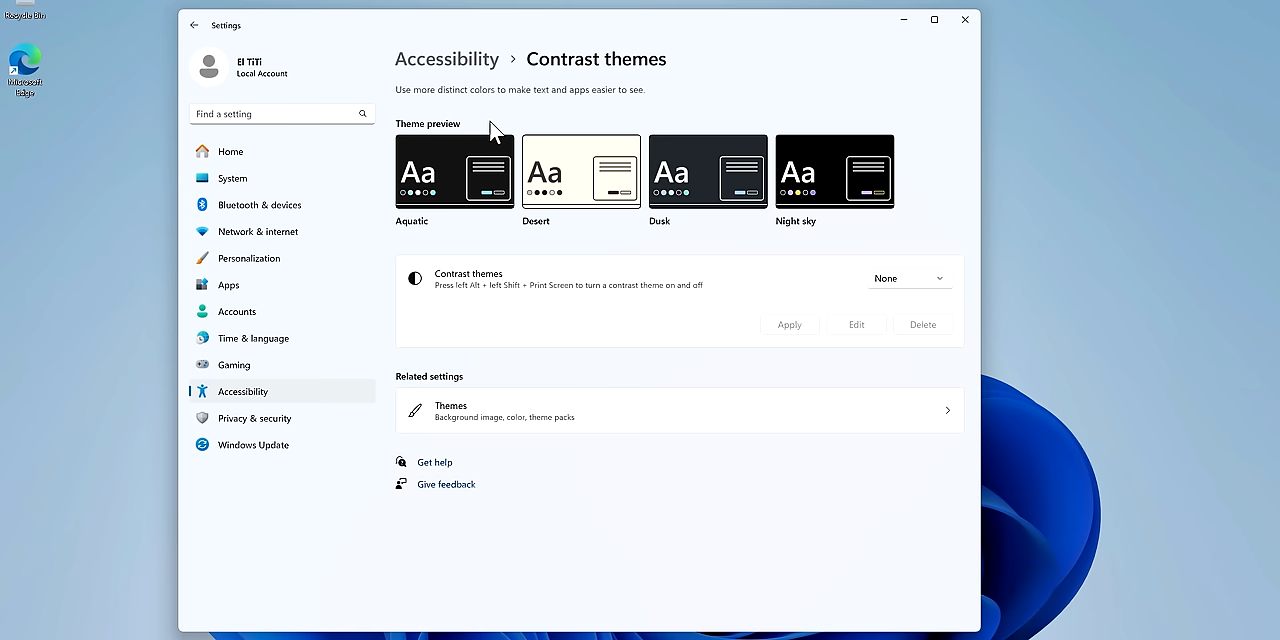 Recycle Bin
Microsoft
Edge
Settings
El TiTi
Local Account
Find a setting
Home
System
Bluetooth & devices
Network & internet
Personalization
Apps
Accounts
Time & language
Gaming
Accessibility
Privacy & security
Windows Update
Accessibility > Contrast themes
Use more distinct colors to make text and apps easier to see.
Theme preview
Aa Aa Aa Aa
Aquatic Desert Dusk Night sky
Contrast themes
Press left Alt + left Shift + Print Screen to turn a contrast theme on and off
None
Apply Edit Delete
Related settings
Themes
Background image, color, theme packs
Get help
Give feedback